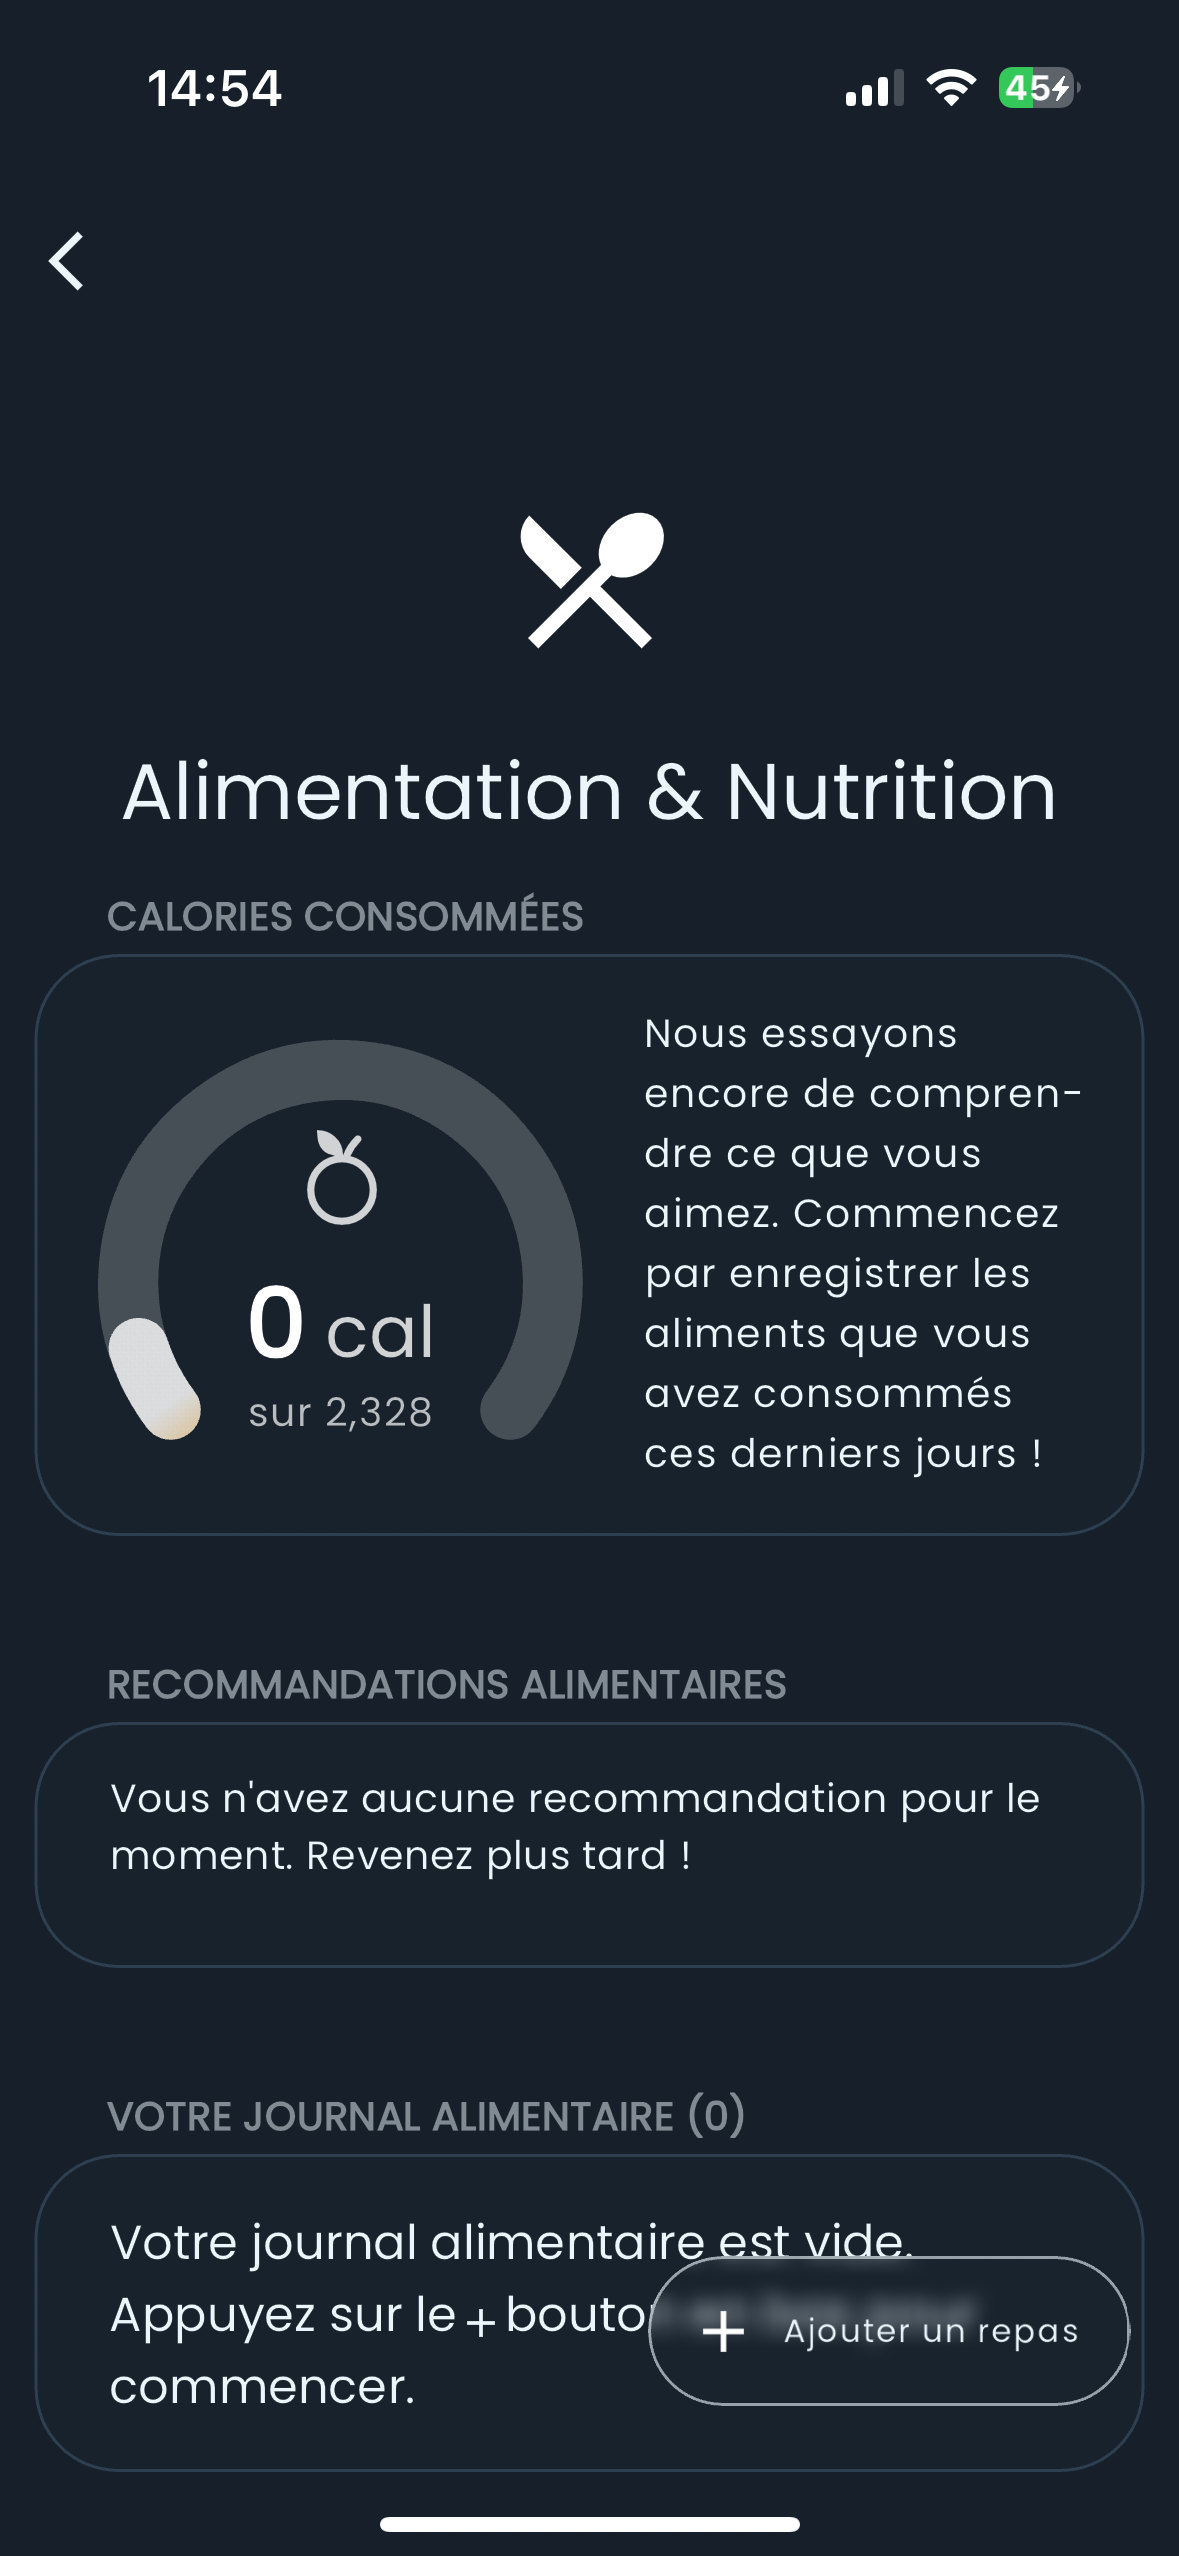 14:54
45
Alimentation & Nutrition
CALORIES CONSOMMÉES
Nous essayons
encore de compren-
dre ce que vous
aimez. Commencez
par enregistrer les
aliments que vous
avez consommés
ces derniers jours !
0 cal
sur 2,328
RECOMMANDATIONS ALIMENTAIRES
Vous n'avez aucune recommandation pour le
moment. Revenez plus tard !
VOTRE JOURNAL ALIMENTAIRE (0)
Votre journal alimentaire est vide.
Appuyez sur le + bouto
commencer.
+ Ajouter un repas